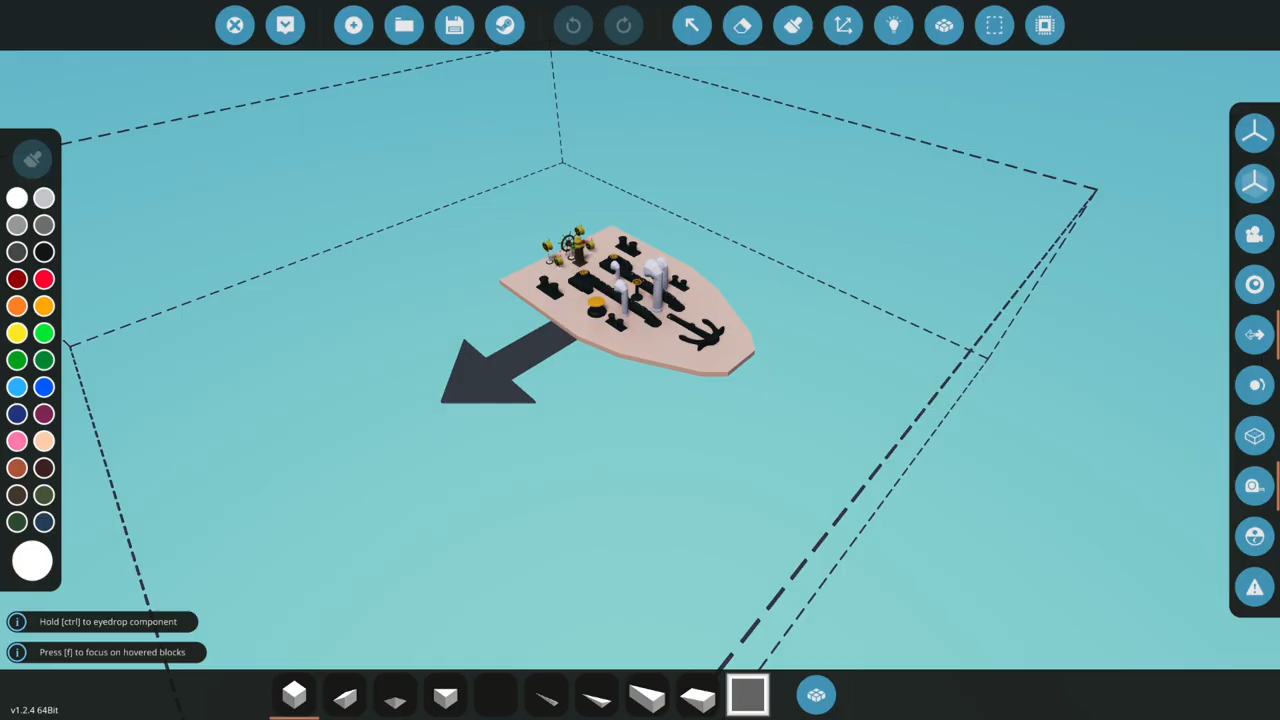 Hold [ctrl] to eyedrop component
Press [f] to focus on hovered blocks
v1.2.4 64Bit